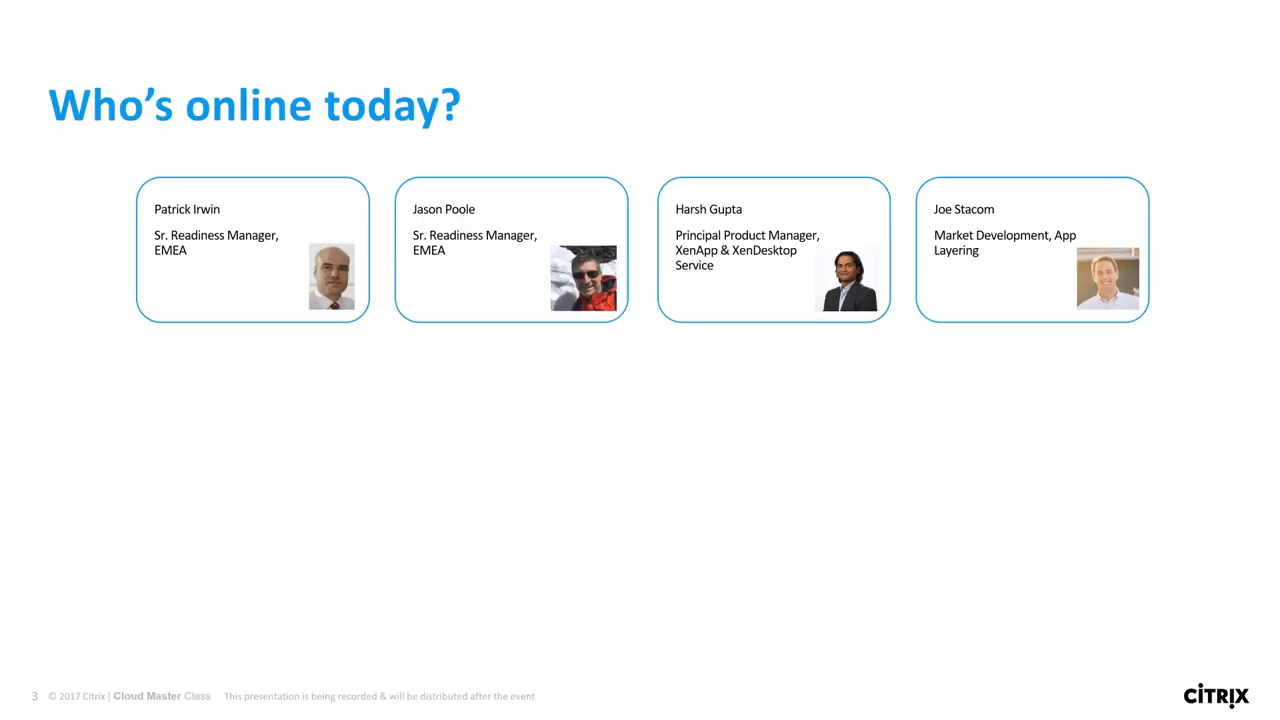 Who's online today?
Patrick Irwin
Sr. Readiness Manager,
EMEA
Jason Poole
Sr. Readiness Manager,
EMEA
Harsh Gupta
Principal Product Manager,
XenApp & XenDesktop
Service
Joe Stacom
Market Development, App
Layering
3 © 2017 Citrix | Cloud Master Class This presentation is being recorded & will be distributed after the event
CİTRIX